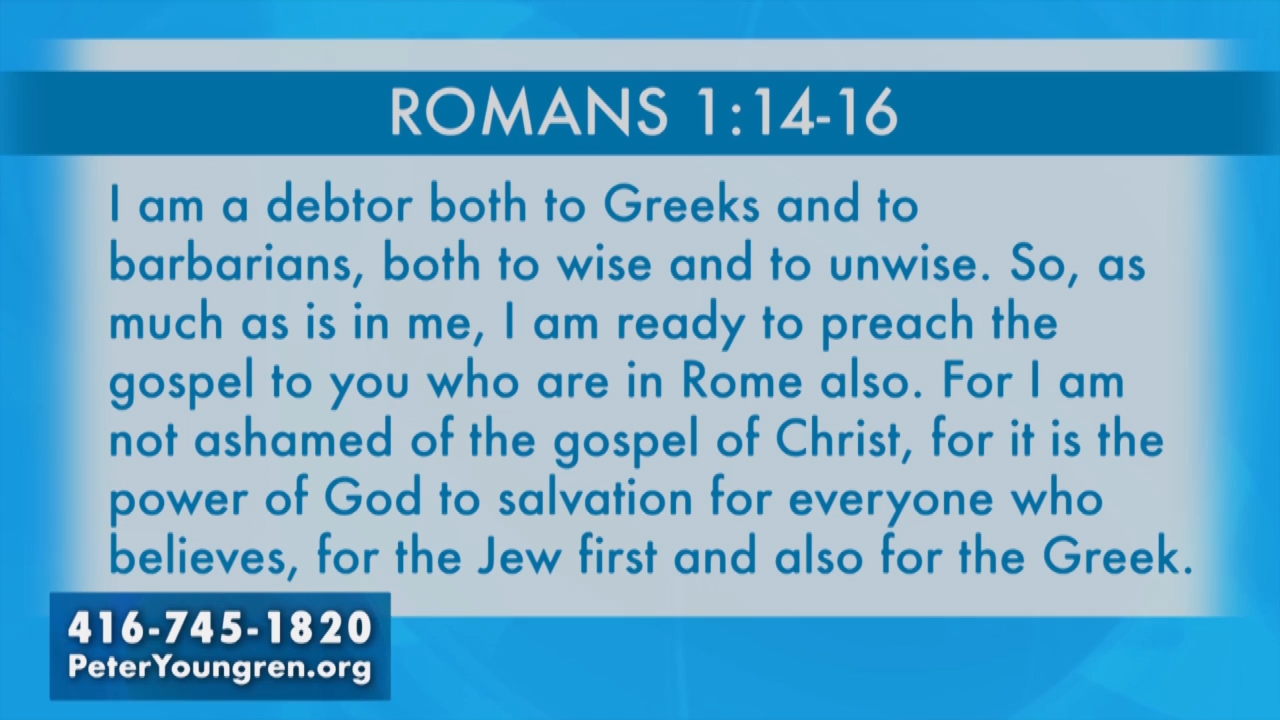 ROMANS 1:14-16
I am a debtor both to Greeks and to
barbarians, both to wise and to unwise. So, as
much as is in me, I am ready to preach the
gospel to you who are in Rome also. For I am
not ashamed of the gospel of Christ, for it is the
power of God to salvation for everyone who
believes, for the Jew first and also for the Greek.
416-745-1820
PeterYoungren.org